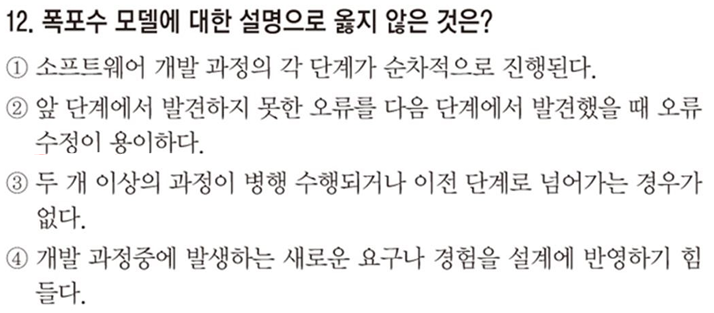 12. 폭포수 모델에 대한 설명으로 옳지 않은 것은?
① 소프트웨어 개발 과정의 각 단계가 순차적으로 진행된다.
② 앞 단계에서 발견하지 못한 오류를 다음 단계에서 발견했을 때 오류
수정이 용이하다.
③ 두 개 이상의 과정이 병행 수행되거나 이전 단계로 넘어가는 경우가
없다.
④ 개발 과정중에 발생하는 새로운 요구나 경험을 설계에 반영하기 힘
들다.